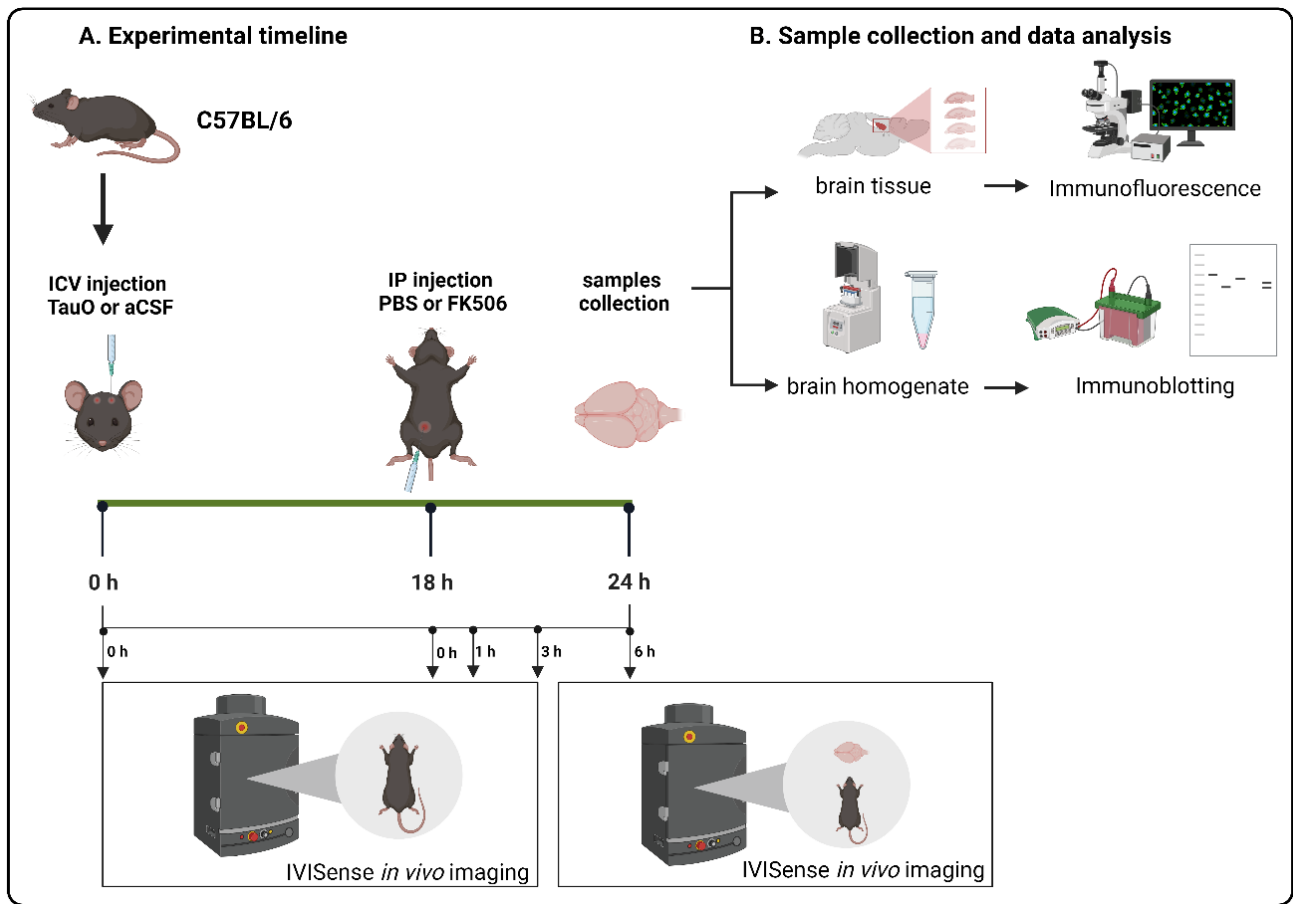 A. Experimental timeline
C57BL/6
ICV injection
TauO or aCSF
IP injection
PBS or FK506
samples
collection
0 h
18 h
24 h
0 h
0 h
1 h
3 h
6 h
IVISense in vivo imaging
IVISense in vivo imaging
B. Sample collection and data analysis
brain tissue
Immunofluorescence
brain homogenate
Immunoblotting